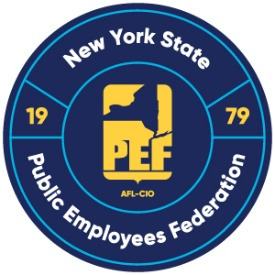 New York State
19
79
PEF
AFL-CIO
Public Employees Federation